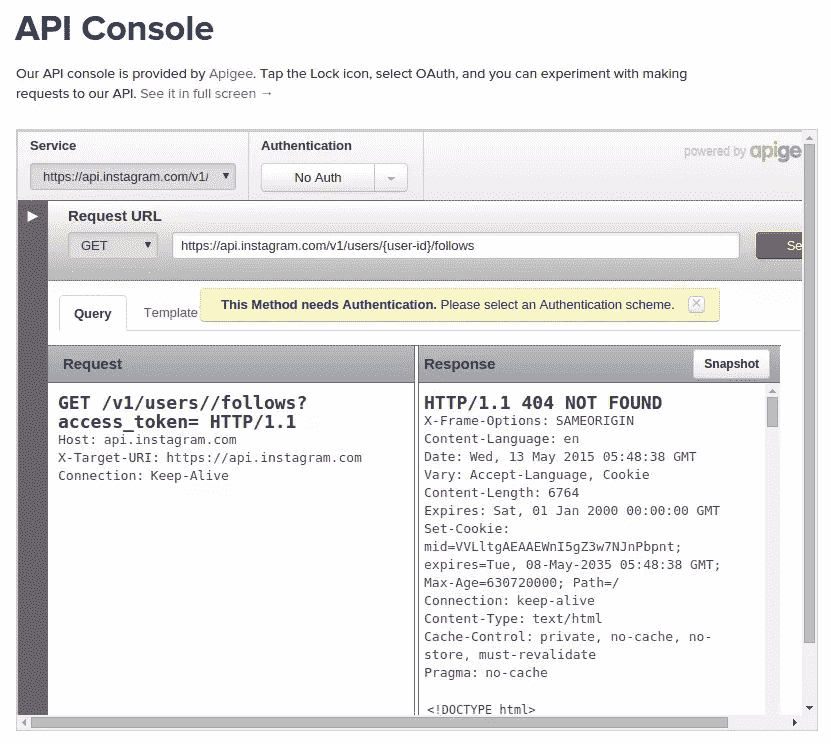 API Console
Our API console is provided by Apigee. Tap the Lock icon, select OAuth, and you can experiment with making
requests to our API. See it in full screen →
Service
Authentication
powered by apigee
https://api.instagram.com/v1/
No Auth
Request URL
GET
https://api.instagram.com/v1/users/{user-id}/follows
Se
This Method needs Authentication. Please select an Authentication scheme.
Query
Template
Request
Response
Snapshot
GET /v1/users//follows?
access_token= HTTP/1.1
Host: api.instagram.com
X-Target-URI: https://api.instagram.com
Connection: Keep-Alive
HTTP/1.1 404 NOT FOUND
X-Frame-Options: SAMEORIGIN
Content-Language: en
Date: Wed, 13 May 2015 05:48:38 GMT
Vary: Accept-Language, Cookie
Content-Length: 6764
Expires: Sat, 01 Jan 2000 00:00:00 GMT
Set-Cookie:
mid=VVLltgAEAAEWnI5gZ3w7NJnPbpnt;
expires=Tue, 08-May-2035 05:48:38 GMT;
Max-Age=630720000; Path=/
Connection: keep-alive
Content-Type: text/html
Cache-Control: private, no-cache, no-
store, must-revalidate
Pragma: no-cache
<!DOCTYPE html>